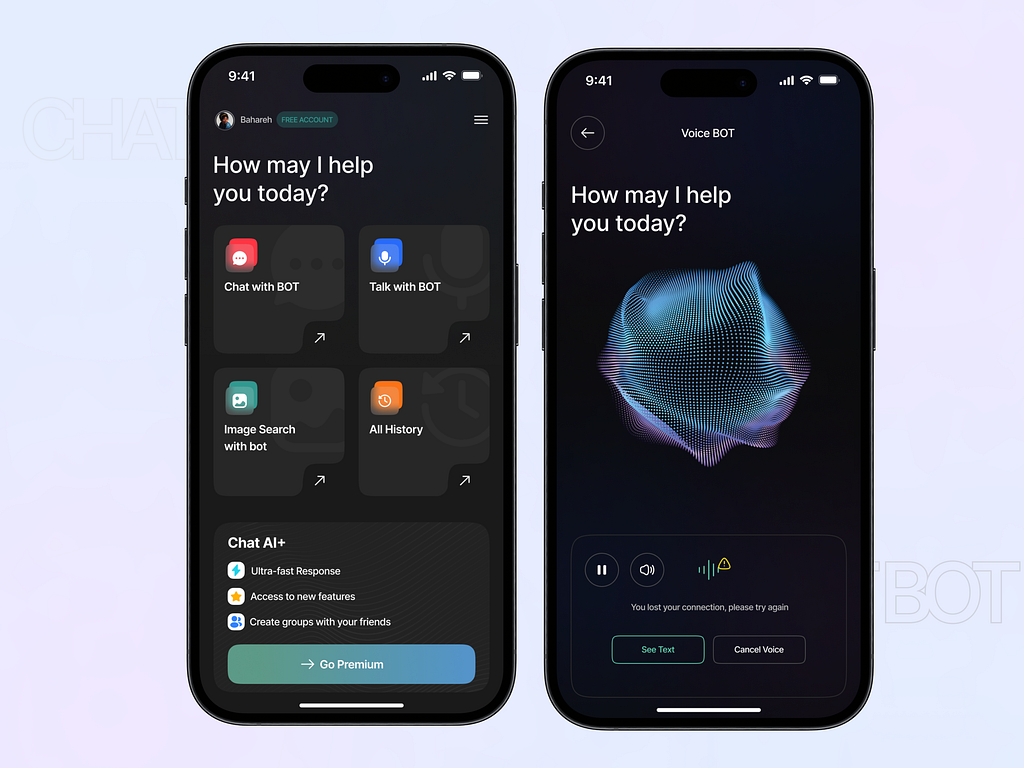 CHAT
9:41
Bahareh
FREE ACCOUNT
How may I help
you today?
Chat with BOT
Talk with BOT
Image Search
with bot
All History
Chat AI+
Ultra-fast Response
Access to new features
Create groups with your friends
Go Premium
9:41
Voice BOT
How may I help
you today?
You lost your connection, please try again
See Text
Cancel Voice
BOT